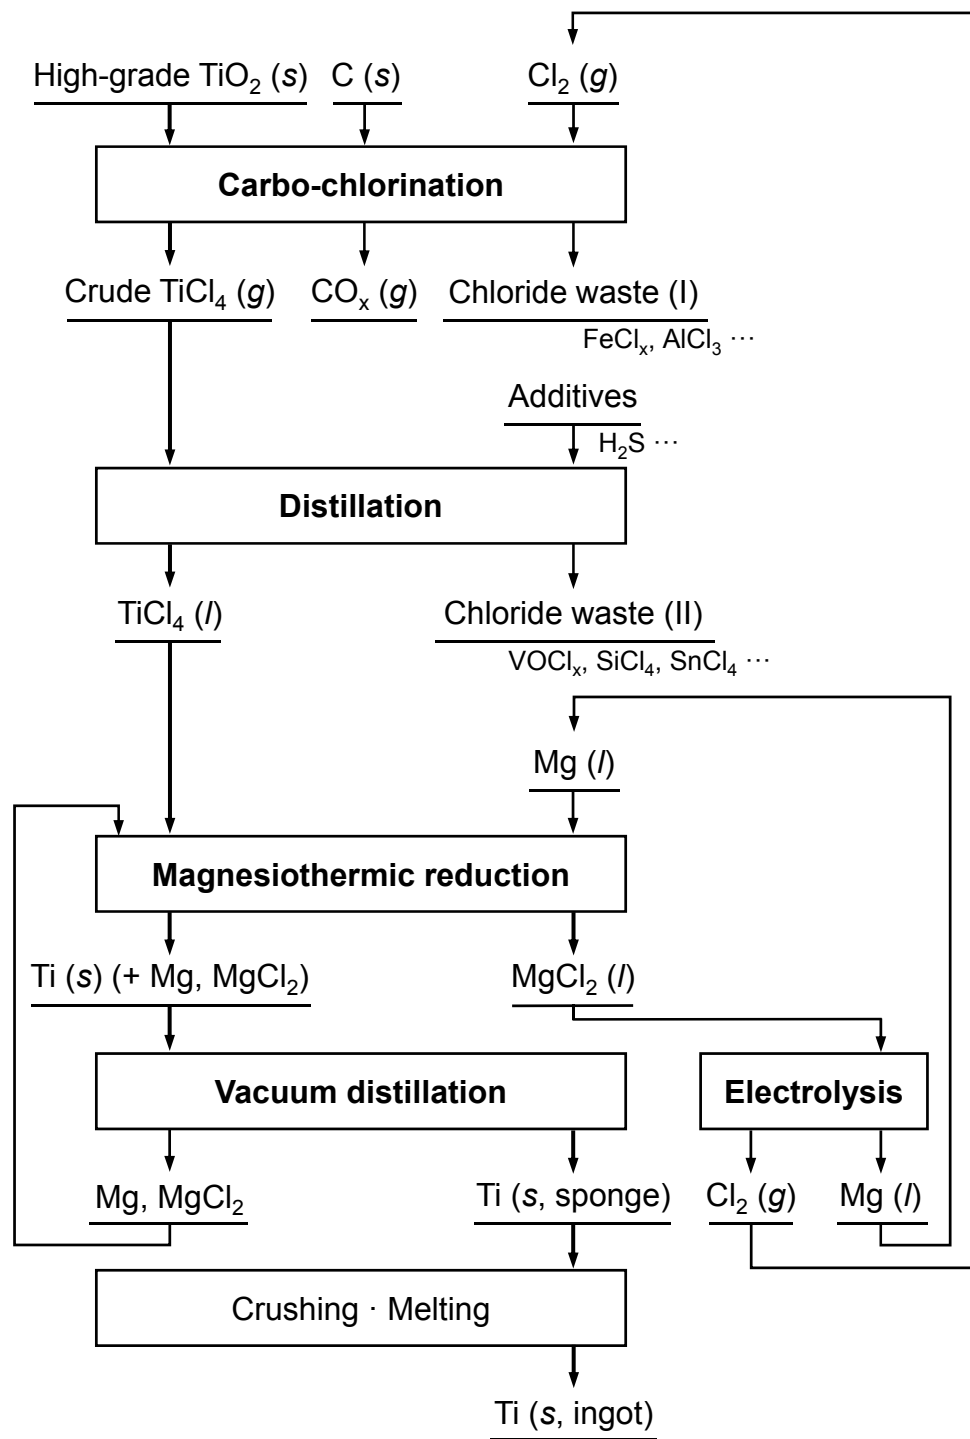 High-grade TiO₂ (s) C (s) Cl₂ (g)
Carbo-chlorination
Crude TiCl₄ (g) COₓ (g) Chloride waste (I)
FeClₓ, AlCl₃ ···
Additives
H₂S ···
Distillation
TiCl₄ (l) Chloride waste (II)
VOClₓ, SiCl₄, SnCl₄ ···
Mg (l)
Magnesiothermic reduction
Ti (s) (+ Mg, MgCl₂) MgCl₂ (l)
Vacuum distillation Electrolysis
Mg, MgCl₂ Ti (s, sponge) Cl₂ (g) Mg (l)
Crushing · Melting
Ti (s, ingot)